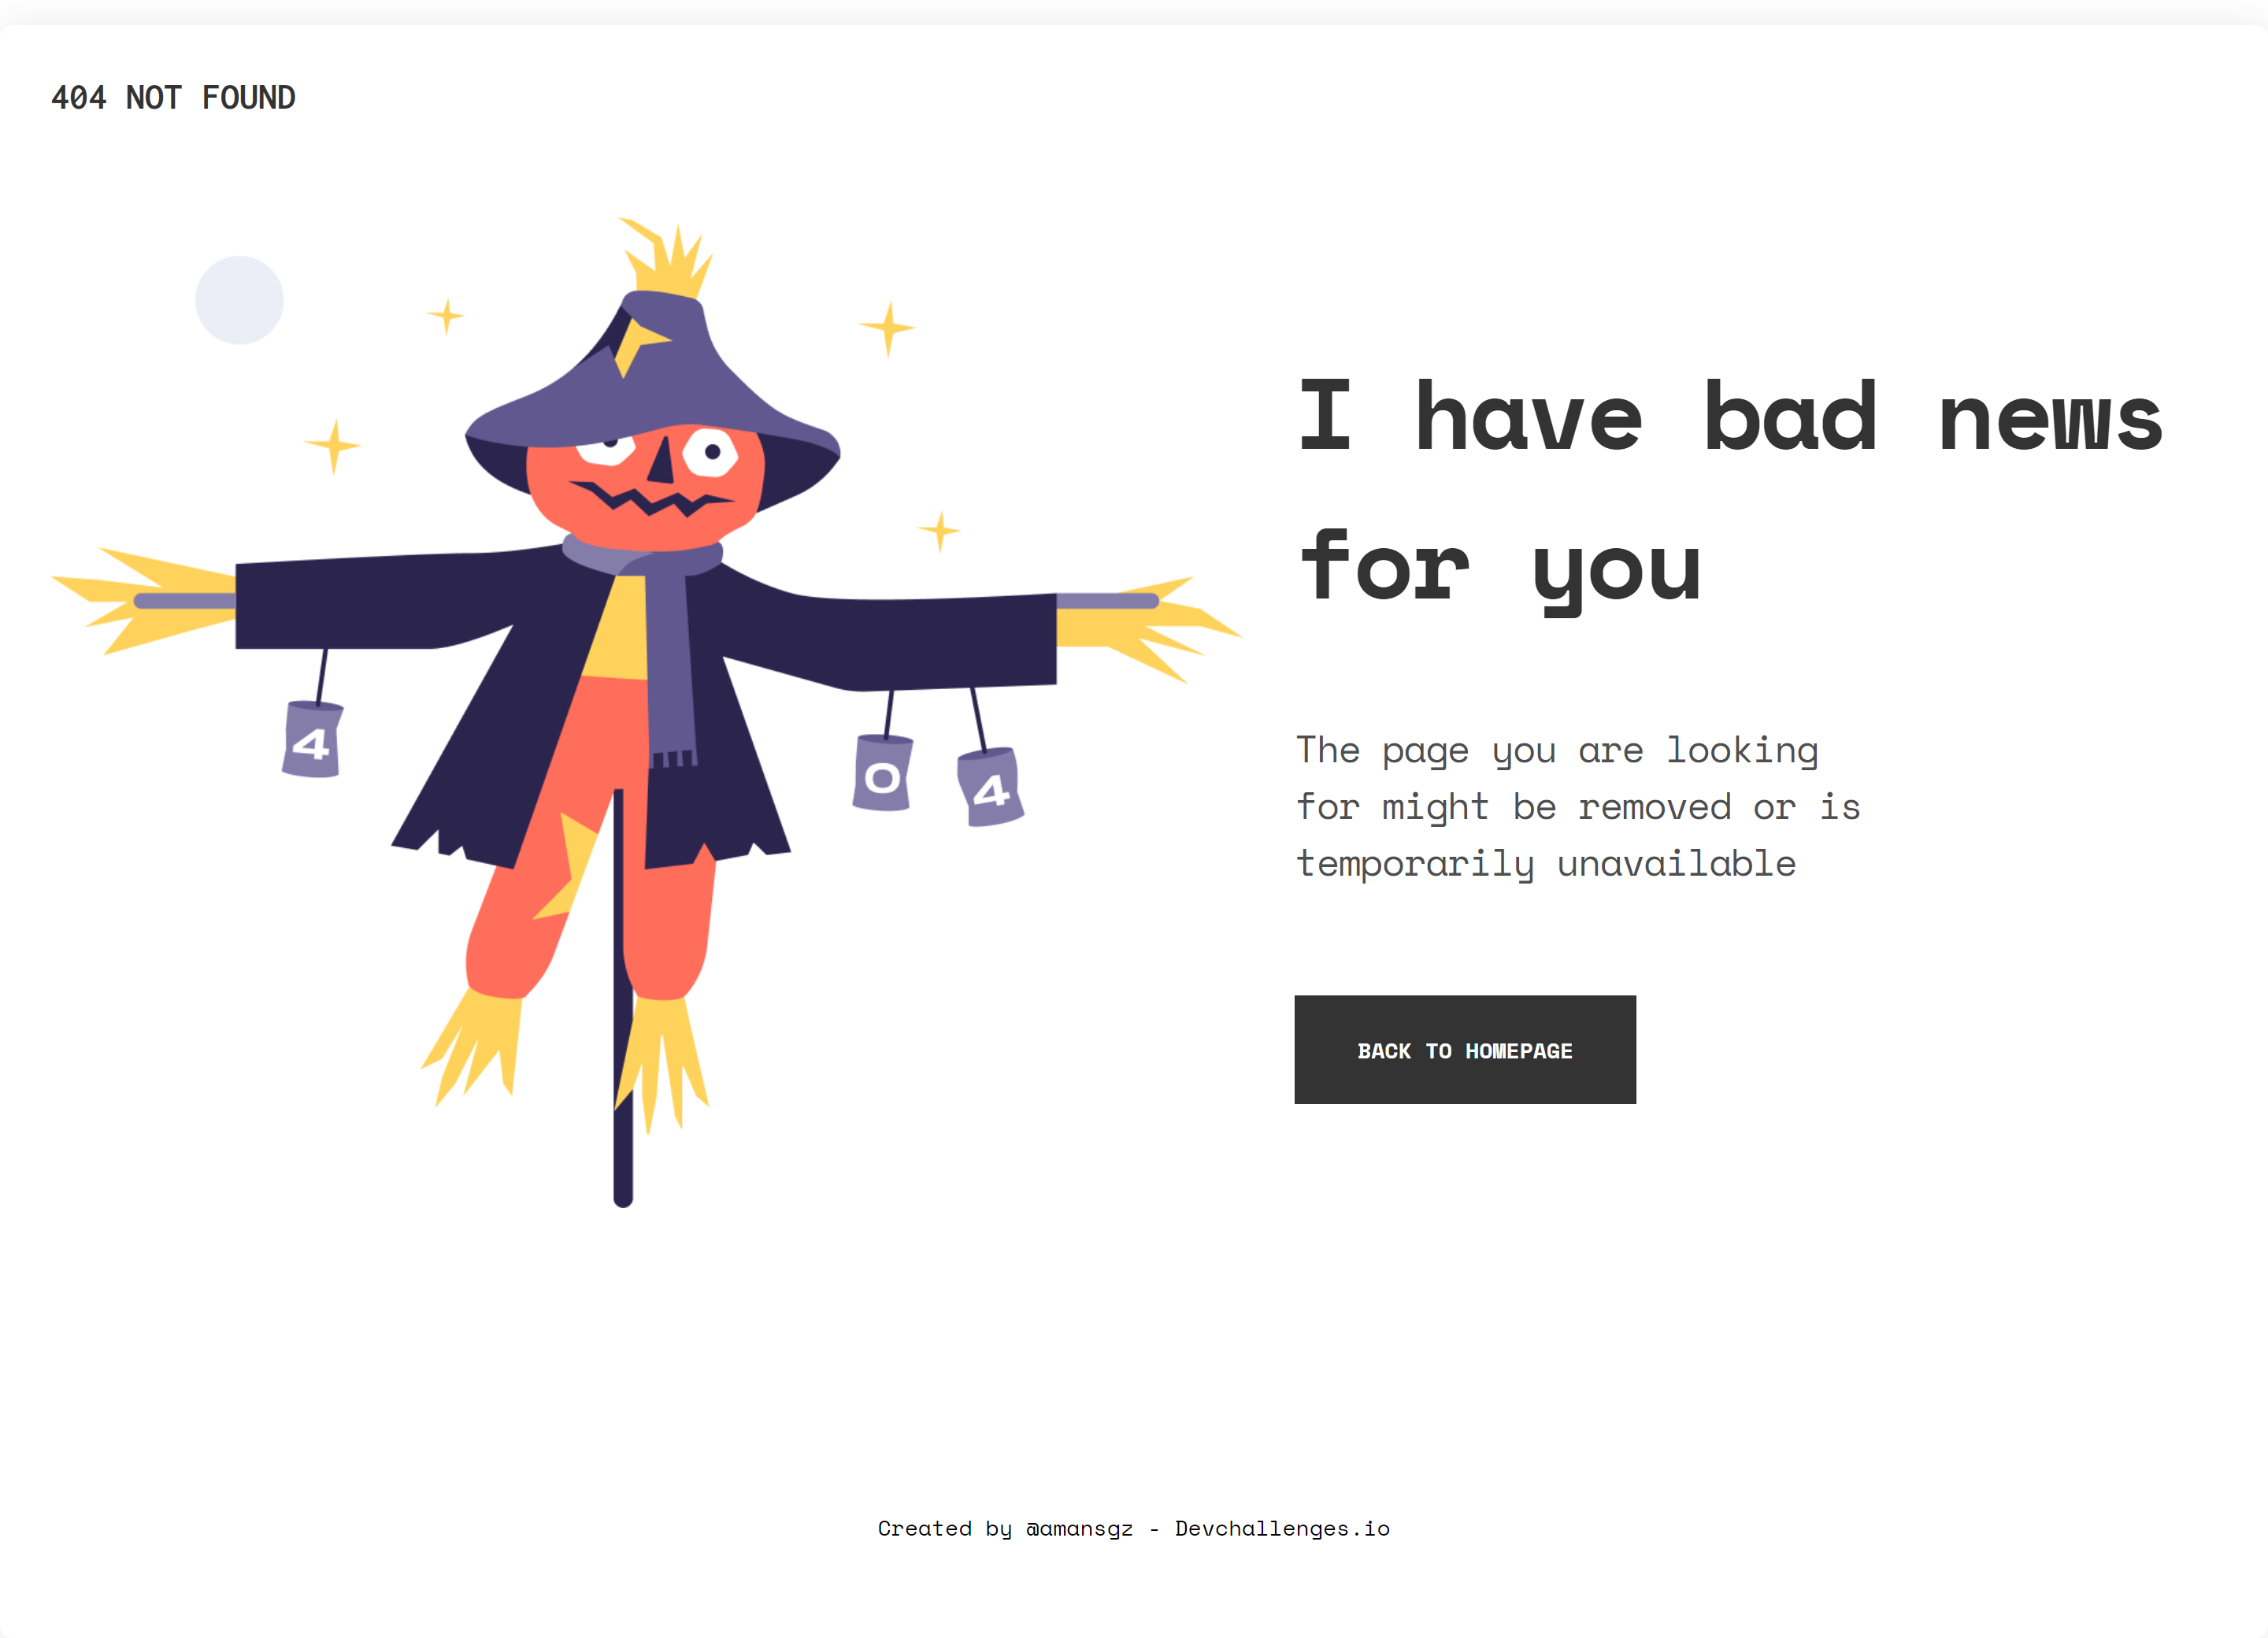 404 NOT FOUND
I have bad news
for you
4
0
4
The page you are looking
for might be removed or is
temporarily unavailable
BACK TO HOMEPAGE
Created by @amansgz - Devchallenges.io